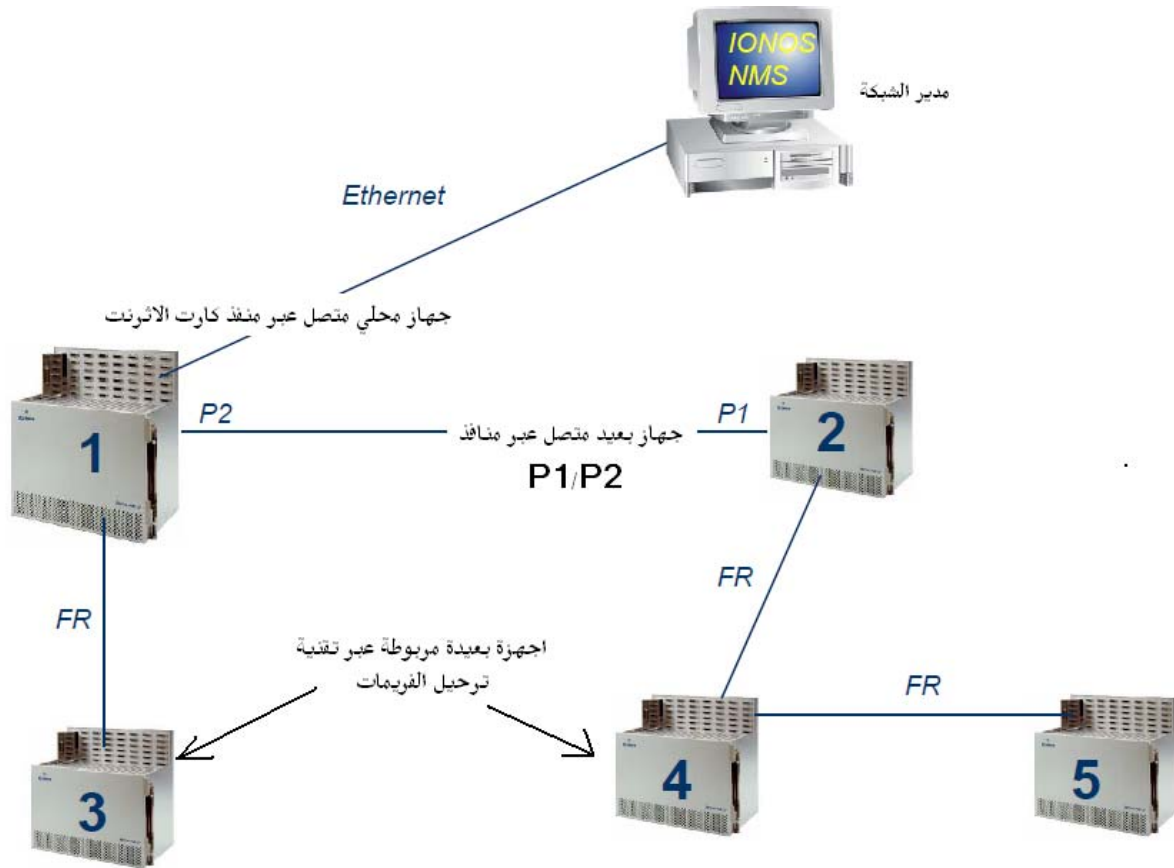 IONOS
NMS
مدير الشبكة
Ethernet
جهاز محلي متصل عبر منفذ كارت الاثرنت
P2
P1
1
2
جهاز بعيد متصل عبر منافذ
P1/P2
FR
FR
اجهزة بعيدة مربوطة عبر تقنية
ترحيل الفريمات
FR
3
4
5